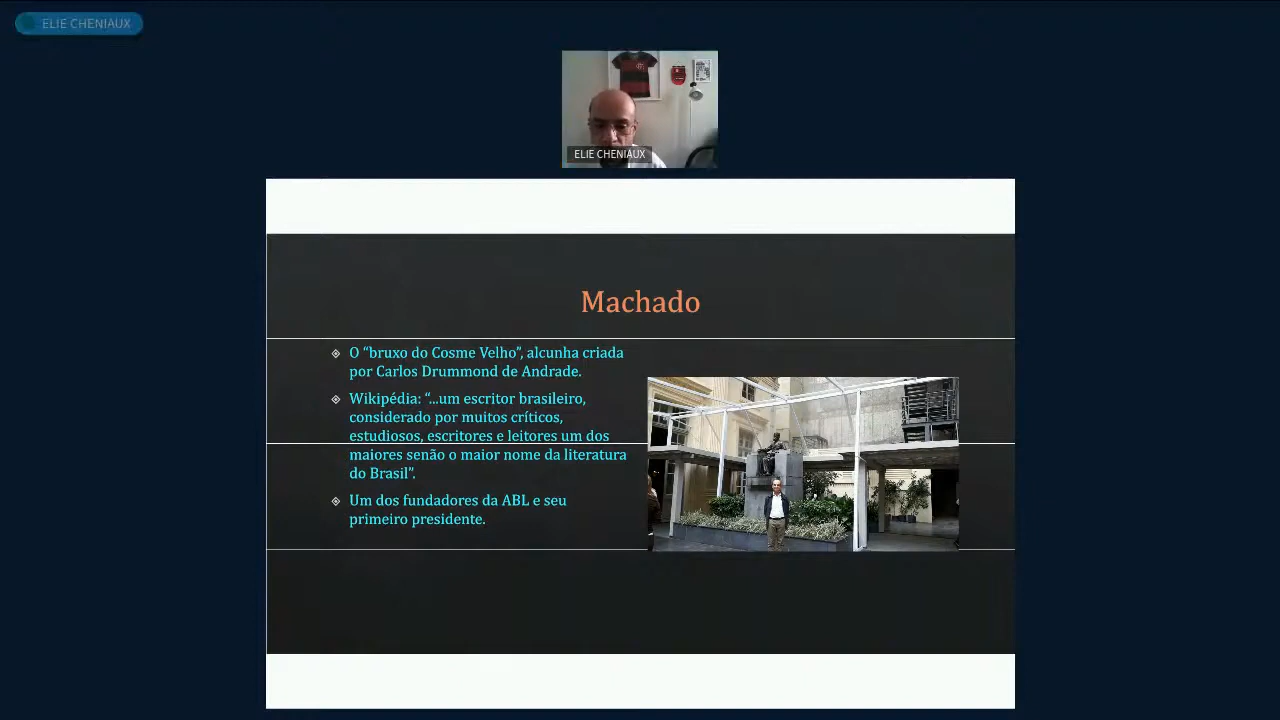 ELIE CHENIAUX
ELIE CHENIAUX
Machado
O “bruxo do Cosme Velho”, alcunha criada
por Carlos Drummond de Andrade.
Wikipédia: “...um escritor brasileiro,
considerado por muitos críticos,
estudiosos, escritores e leitores um dos
maiores senão o maior nome da literatura
do Brasil”.
Um dos fundadores da ABL e seu
primeiro presidente.